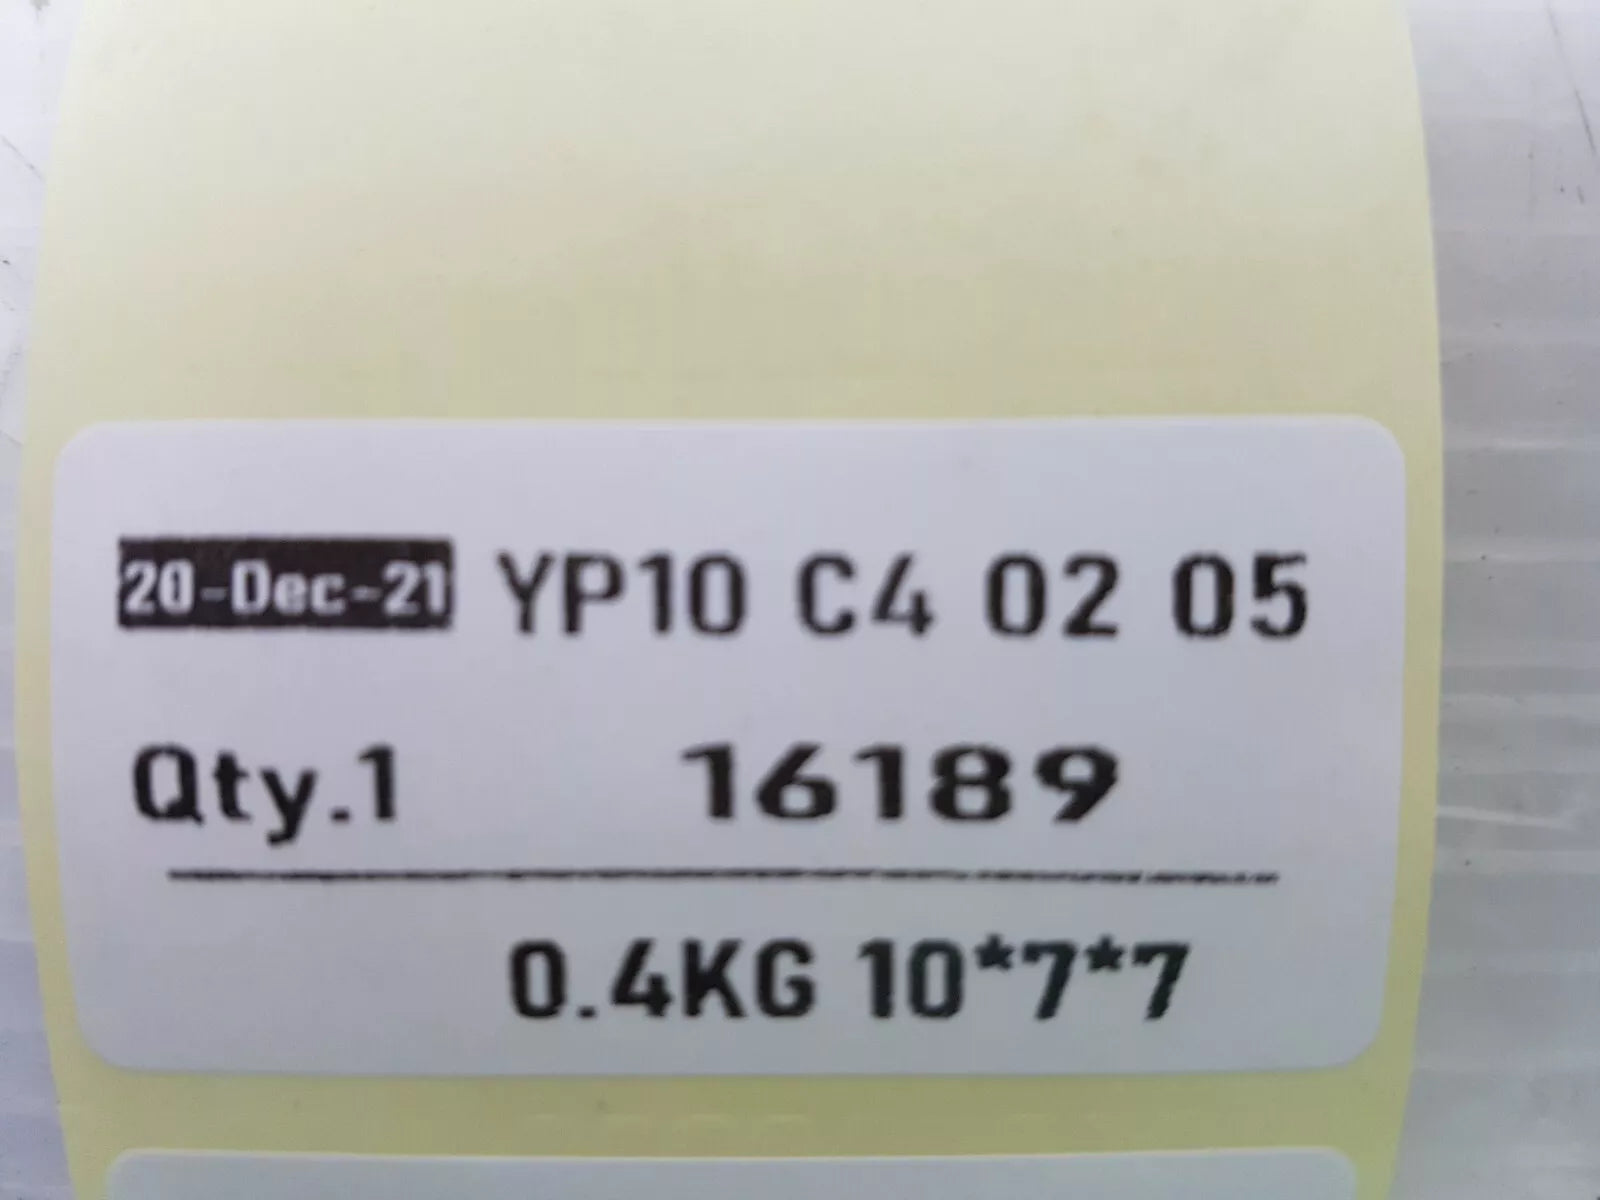 20-Dec-21 YP10 C4 02 05
Qty.1 16189
0.4KG 10*7*7